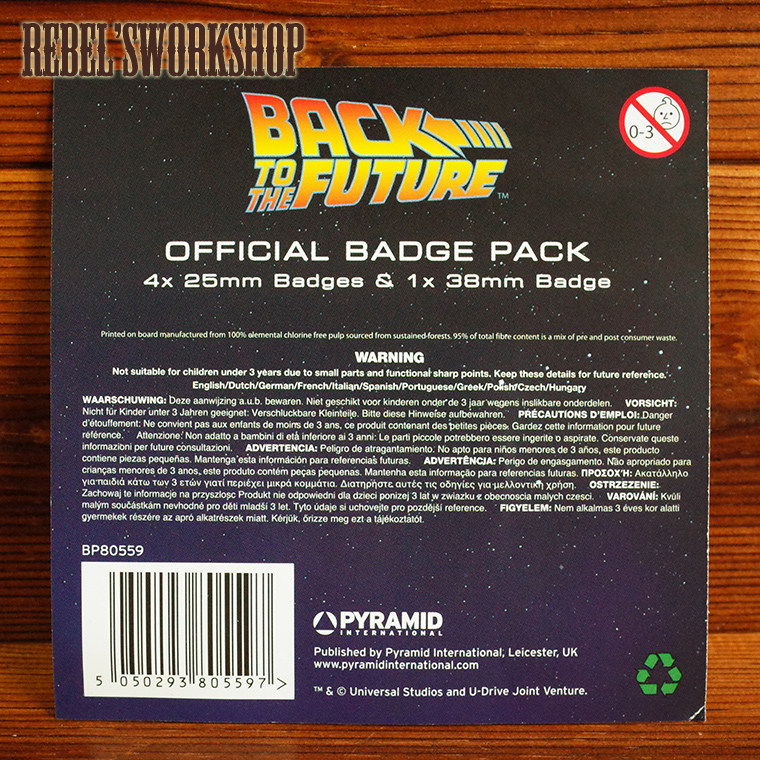 REBEL'SWORKSHOP
BACK
TO THE FUTURE™
0-3
OFFICIAL BADGE PACK
4x 25mm Badges & 1x 38mm Badge
Printed on board manufactured from 100% elemental chlorine free pulp sourced from sustained-forests. 95% of total fibre content is a mix of pre and post consumer waste.
WARNING
Not suitable for children under 3 years due to small parts and functional sharp points. Keep these details for future reference.
English/Dutch/German/French/Italian/Spanish/Portuguese/Greek/Polish/Czech/Hungary
WAARSCHUWING: Deze aanwijzing a.u.b. bewaren. Niet geschikt voor kinderen onder de 3 jaar wegens inslikbare onderdelen. VORSICHT:
Nicht für Kinder unter 3 Jahren geeignet: Verschluckbare Kleinteile. Bitte diese Hinweise aufbewahren. PRÉCAUTIONS D'EMPLOI: Danger
d'étouffement: Ne convient pas aux enfants de moins de 3 ans, ce produit contenant des petites pièces. Gardez cette information pour future
référence. Attenzione: Non adatto a bambini di età inferiore ai 3 anni: Le parti piccole potrebbero essere ingerite o aspirate. Conservate queste
informazioni per future consultazioni. ADVERTENCIA: Peligro de atragantamiento. No apto para niños menores de 3 años, este producto
contiene piezas pequeñas. Mantenga esta información para referencias futuras. ADVERTÊNCIA: Perigo de engasgamento. Não apropriado para
crianças menores de 3 anos, este produto contém peças pequenas. Mantenha esta informação para referencias futuras. ΠΡΟΣΟΧΉ: Ακατάλληλο
για παιδιά κάτω των 3 ετών γιατί περιέχει μικρά κομμάτια. Διατηρήστε αυτές τις οδηγίες για μελλοντική χρήση. OSTRZEZENIE:
Zachowaj te informacje na przyszlosc Produkt nie odpowiedni dla dzieci ponizej 3 lat w zwiazku z obecnoscia malych czesci. VAROVÁNÍ: Kvůli
malým součástkám nevhodné pro děti mladší 3 let. Tyto údaje si uchovejte pro pozdější reference. FIGYELEM: Nem alkalmas 3 éves kor alatti
gyermekek részére az apró alkatrészek miatt. Kérjük, őrizze meg ezt a tájékoztatót.
BP80559
5 050293 805597 >
PYRAMID
INTERNATIONAL
Published by Pyramid International, Leicester, UK
www.pyramidinternational.com
™ & © Universal Studios and U-Drive Joint Venture.